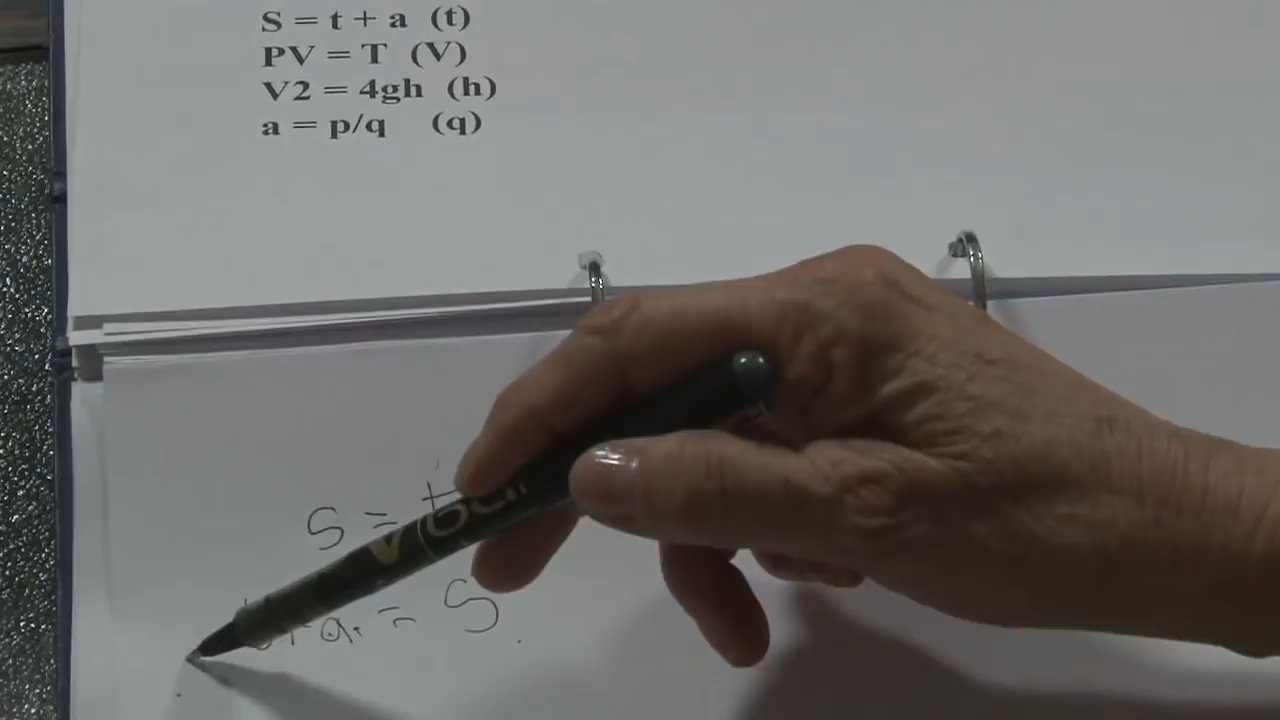 S = t + a (t)
PV = T (V)
V2 = 4gh (h)
a = p/q (q)
S = t
+ a = S